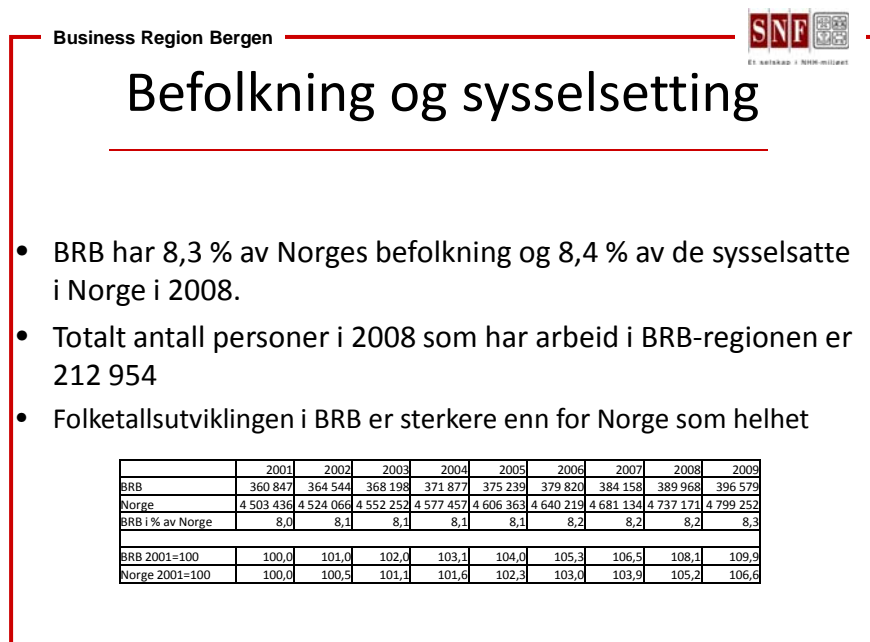 Business Region Bergen
SNF
Et selskap i NHH-miljøet
Befolkning og sysselsetting
• BRB har 8,3 % av Norges befolkning og 8,4 % av de sysselsatte
i Norge i 2008.
• Totalt antall personer i 2008 som har arbeid i BRB-regionen er
212 954
• Folketallsutviklingen i BRB er sterkere enn for Norge som helhet
2001 2002 2003 2004 2005 2006 2007 2008 2009
BRB 360 847 364 544 368 198 371 877 375 239 379 820 384 158 389 968 396 579
Norge 4 503 436 4 524 066 4 552 252 4 577 457 4 606 363 4 640 219 4 681 134 4 737 171 4 799 252
BRB i % av Norge 8,0 8,1 8,1 8,1 8,1 8,2 8,2 8,2 8,3
BRB 2001=100 100,0 101,0 102,0 103,1 104,0 105,3 106,5 108,1 109,9
Norge 2001=100 100,0 100,5 101,1 101,6 102,3 103,0 103,9 105,2 106,6